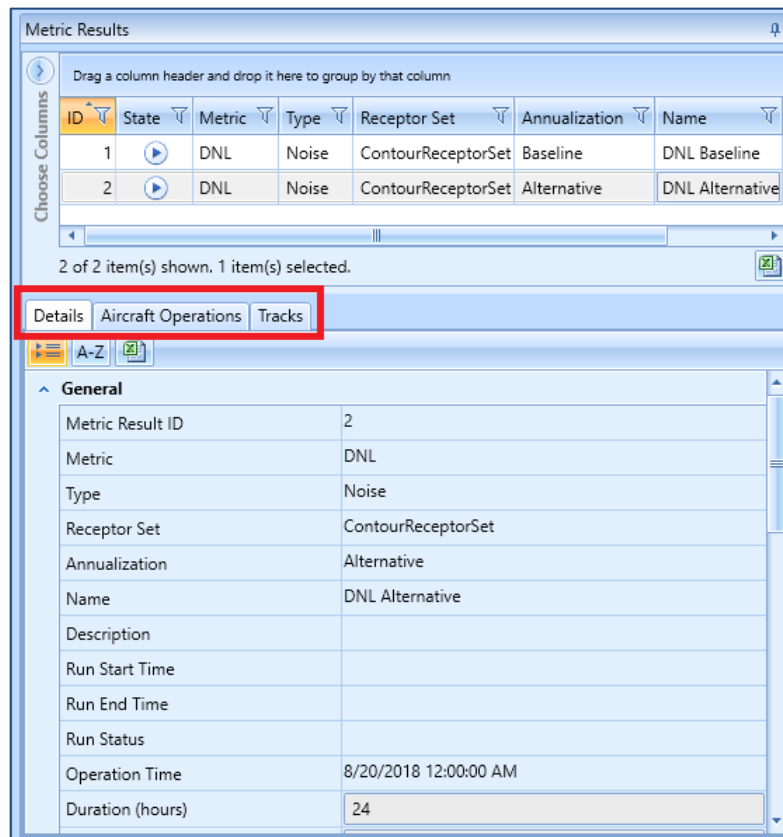 Metric Results
Drag a column header and drop it here to group by that column
Choose Columns
ID State Metric Type Receptor Set Annualization Name
1 DNL Noise ContourReceptorSet Baseline DNL Baseline
2 DNL Noise ContourReceptorSet Alternative DNL Alternative
2 of 2 item(s) shown. 1 item(s) selected.
Details Aircraft Operations Tracks
A-Z
General
Metric Result ID 2
Metric DNL
Type Noise
Receptor Set ContourReceptorSet
Annualization Alternative
Name DNL Alternative
Description
Run Start Time
Run End Time
Run Status
Operation Time 8/20/2018 12:00:00 AM
Duration (hours) 24